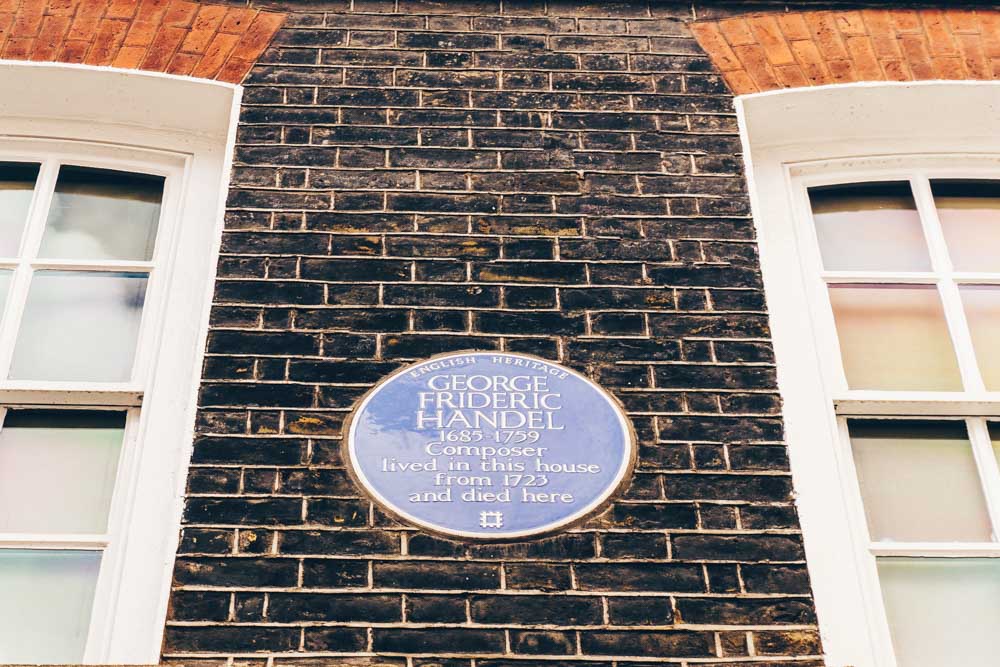 ENGLISH HERITAGE
GEORGE
FRIDERIC
HANDEL
1685-1759
Composer
lived in this house
from 1723
and died here